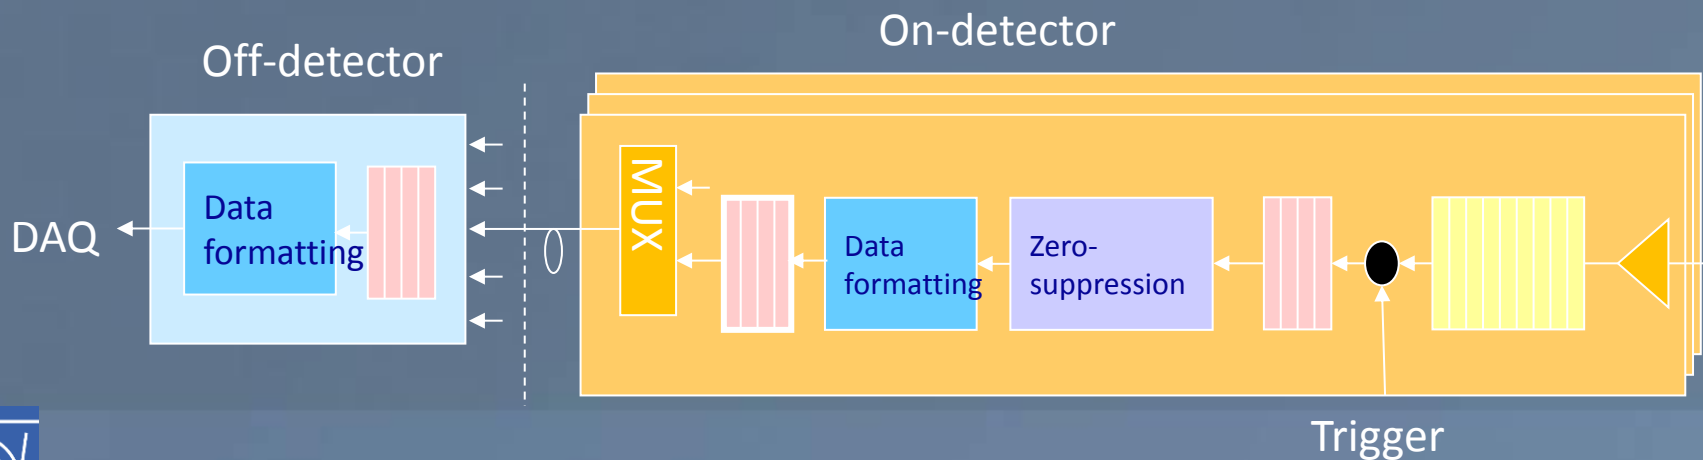 On-detector
Off-detector
DAQ
Data
formatting
MUX
Data
formatting
Zero-
suppression
Trigger